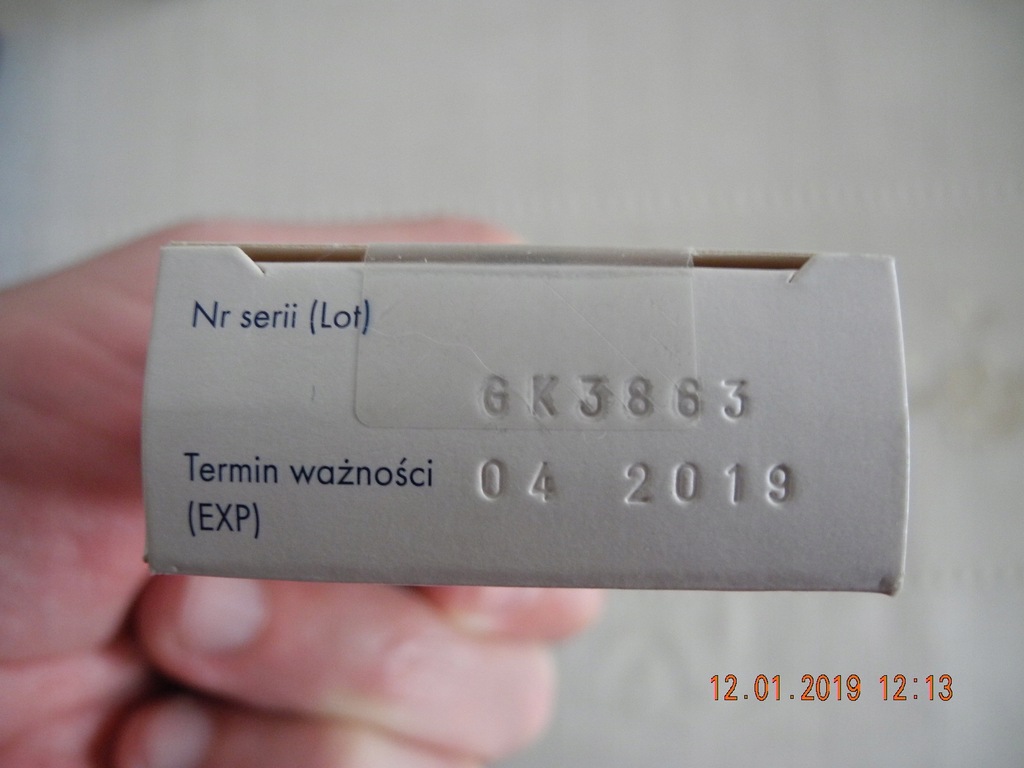 Nr serii (Lot)
GK3863
Termin ważności 04 2019
(EXP)
12.01.2019 12:13